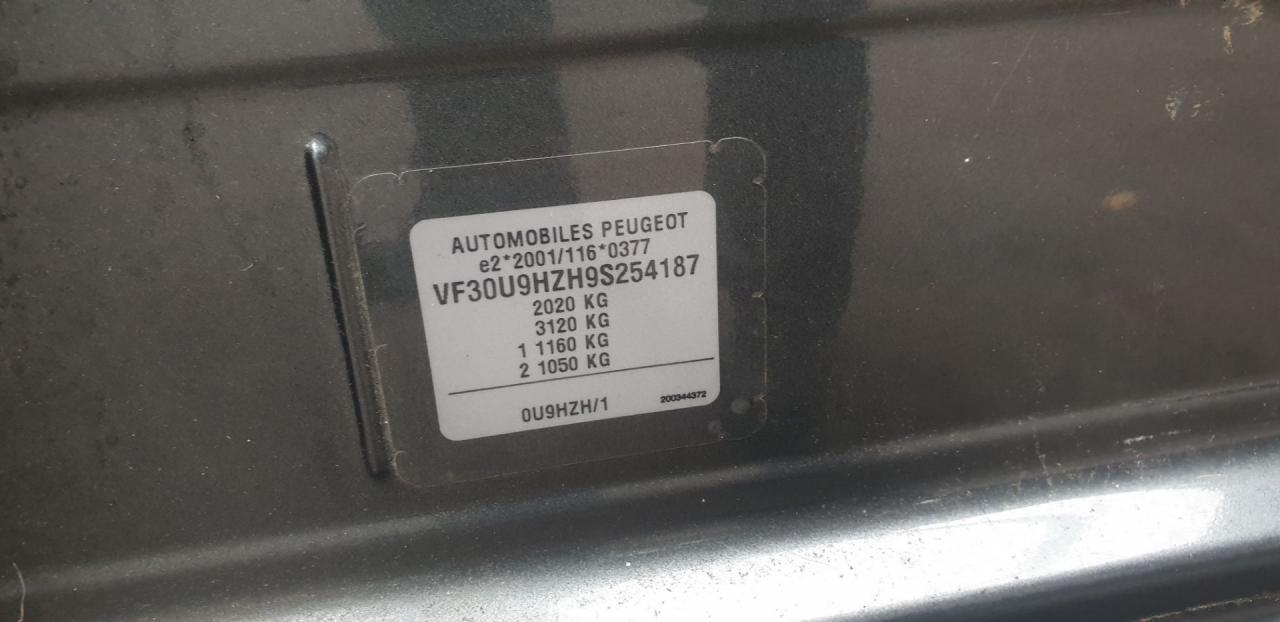 AUTOMOBILES PEUGEOT
e2*2001/116*0377
VF30U9HZH9S254187
2020 KG
3120 KG
1 1160 KG
2 1050 KG
0U9HZH/1
200344372